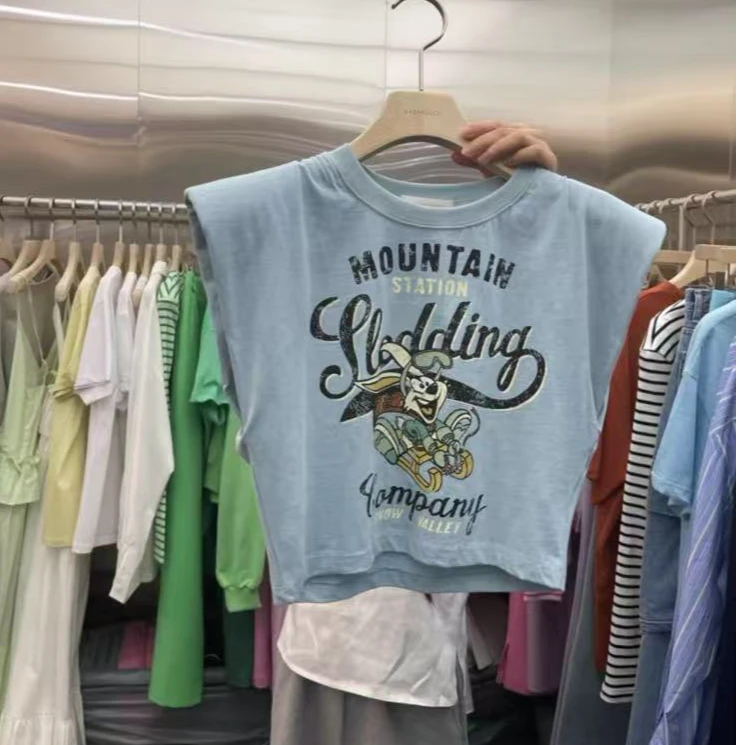 MOUNTAIN
STATION
Sledding
Company
SNOW VALLEY